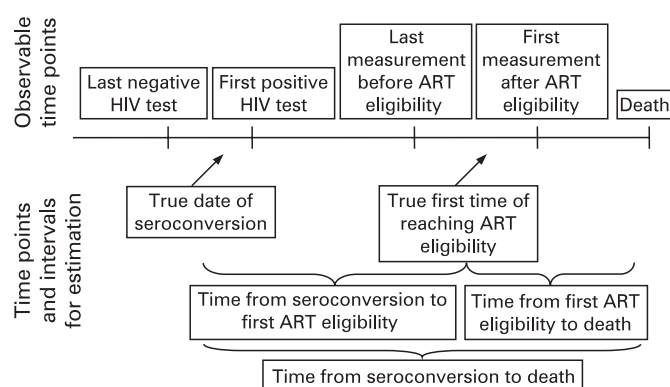 Observable
time points
Last negative
HIV test
First positive
HIV test
Last
measurement
before ART
eligibility
First
measurement
after ART
eligibility
Death
Time points
and intervals
for estimation
True date of
seroconversion
True first time of
reaching ART
eligibility
Time from seroconversion to
first ART eligibility
Time from first ART
eligibility to death
Time from seroconversion to death